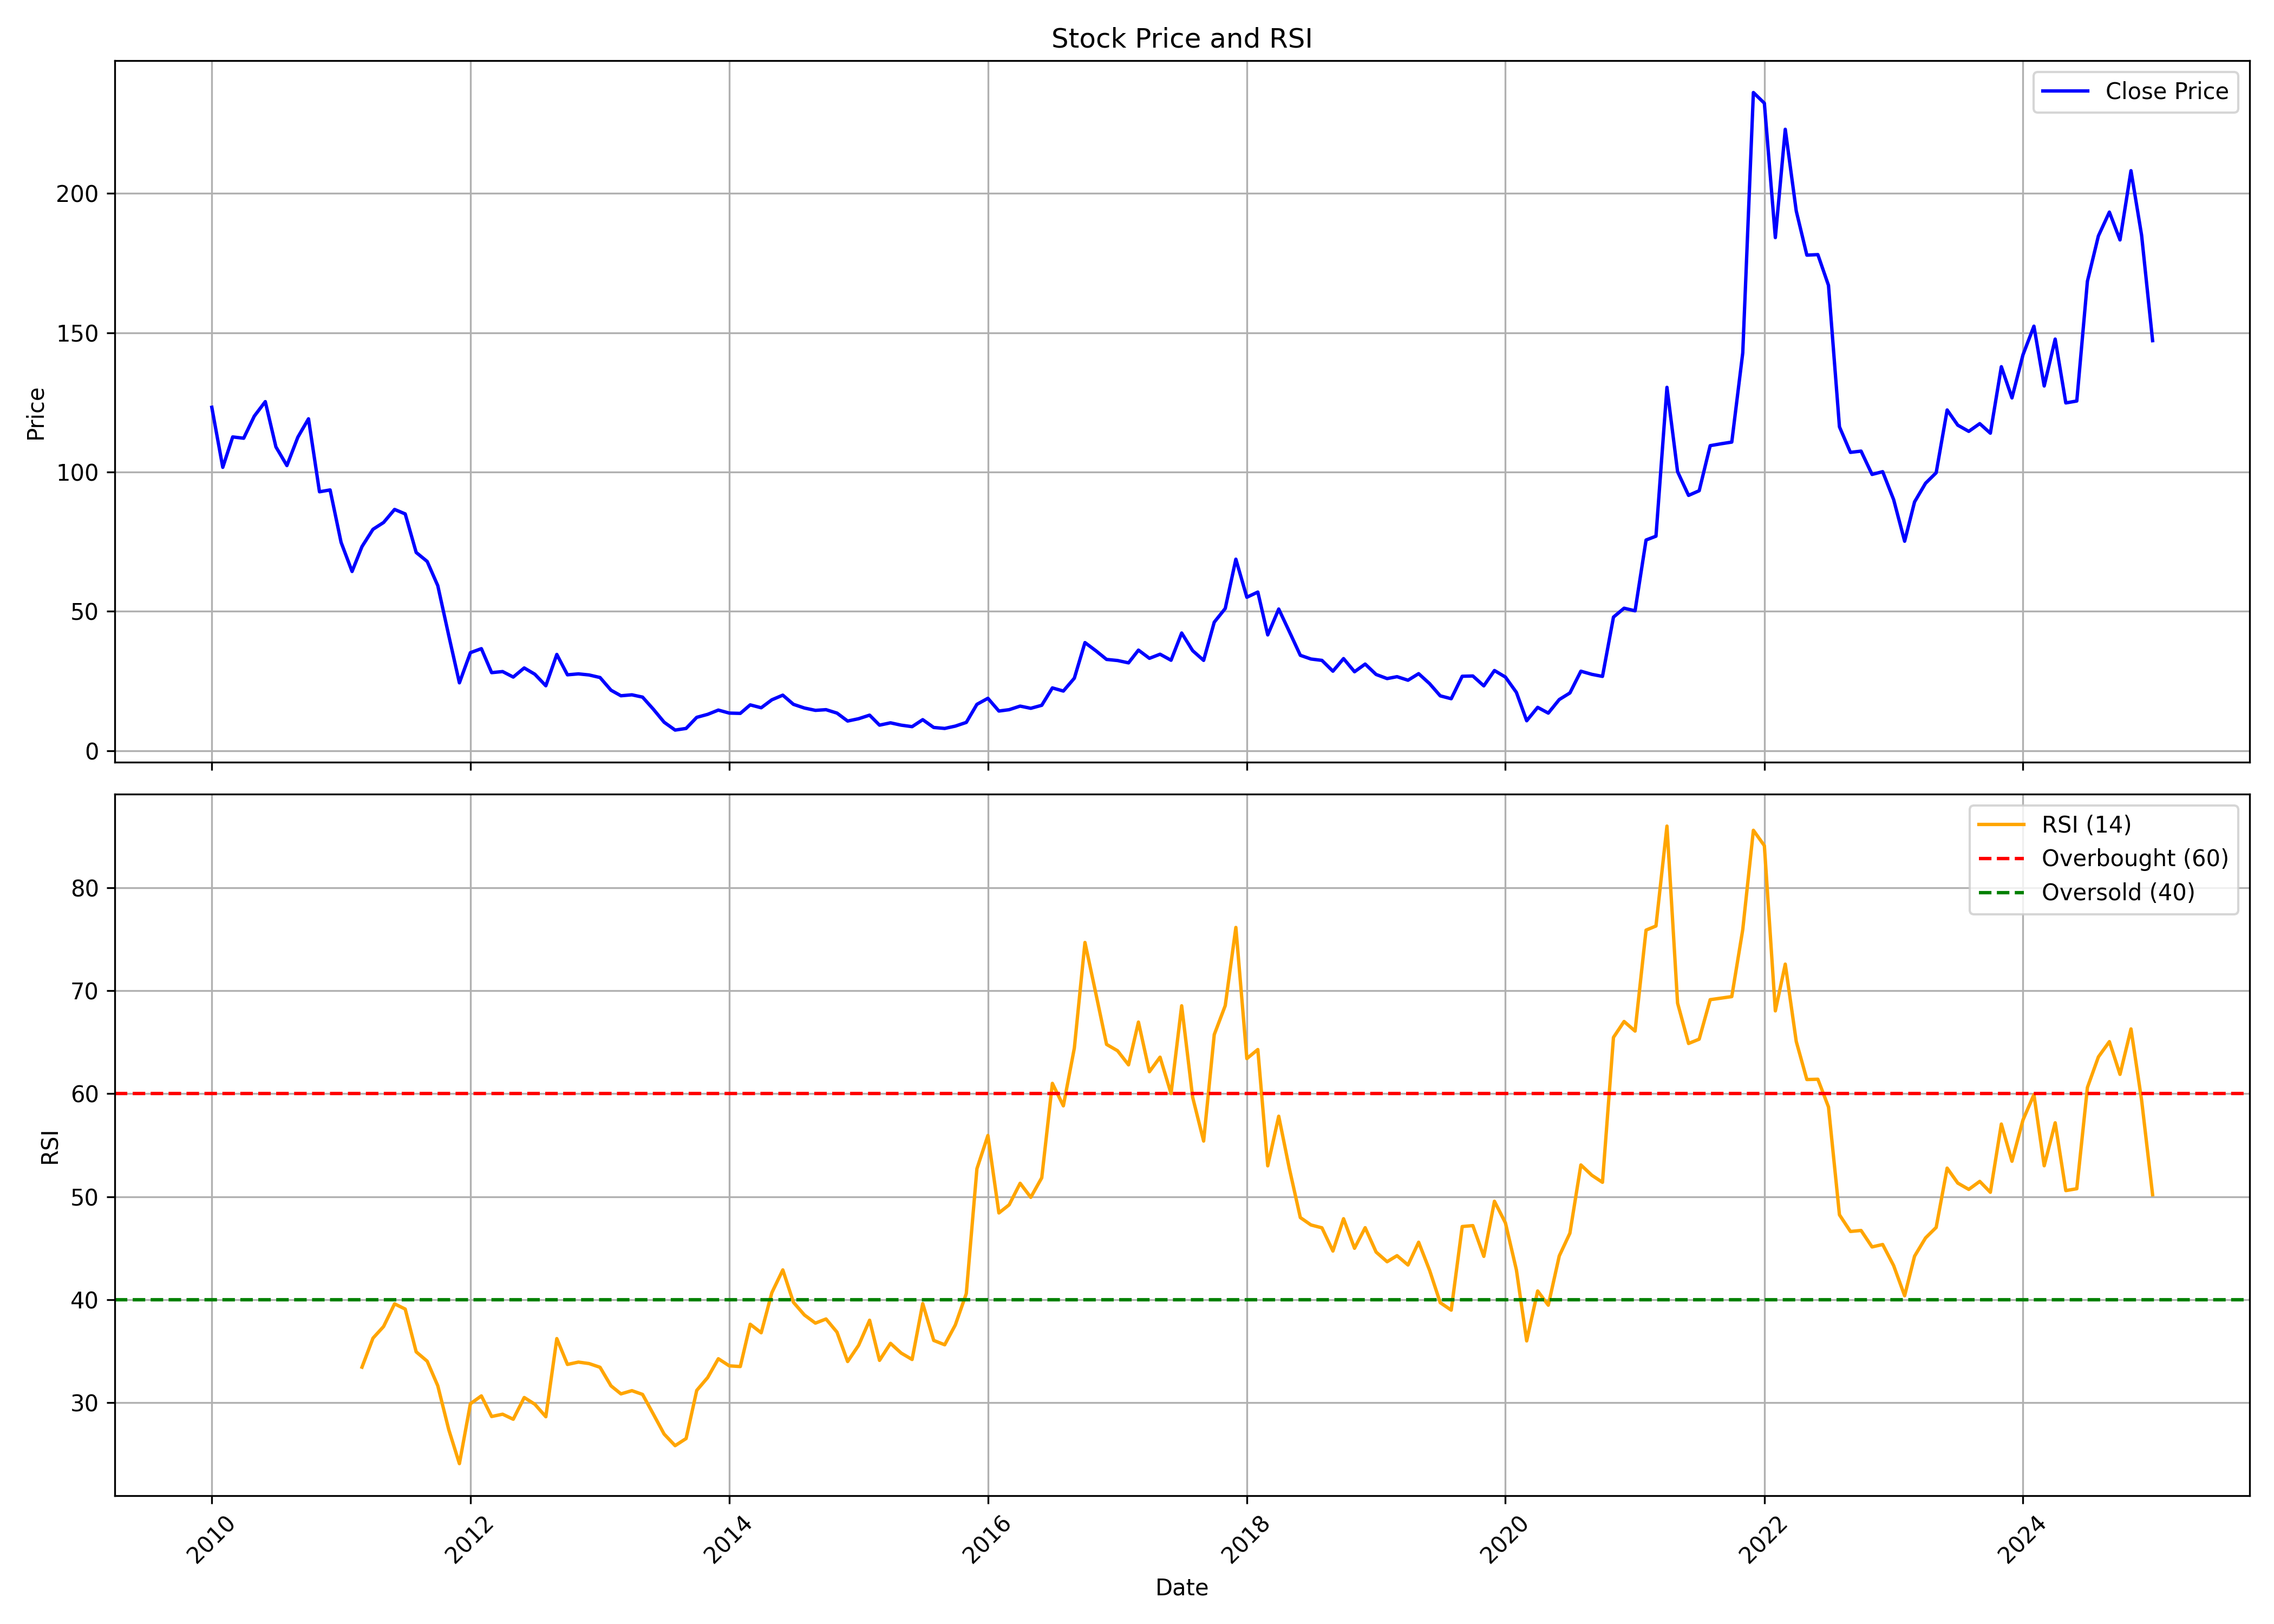 Stock Price and RSI
Close Price
Price
200
150
100
50
0
RSI (14)
Overbought (60)
Oversold (40)
RSI
80
70
60
50
40
30
2010
2012
2014
2016
2018
2020
2022
2024
Date